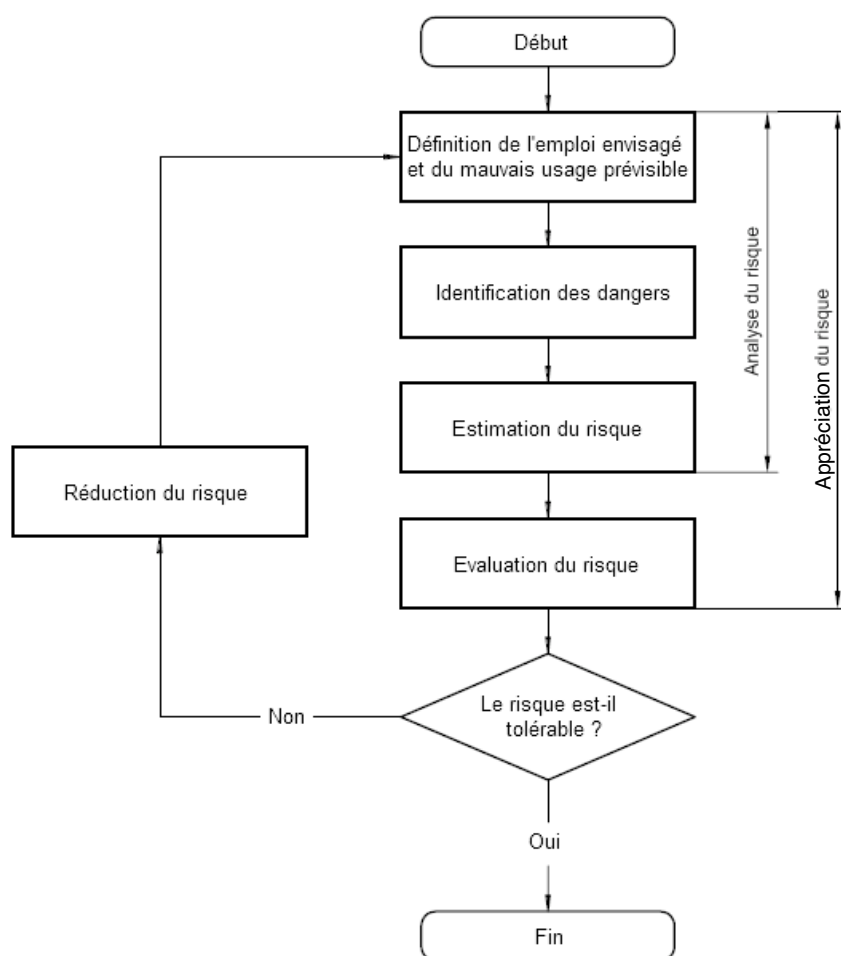 Début
Définition de l'emploi envisagé
et du mauvais usage prévisible
Identification des dangers
Estimation du risque
Analyse du risque
Appréciation du risque
Réduction du risque
Evaluation du risque
Le risque est-il
tolérable ?
Non
Oui
Fin